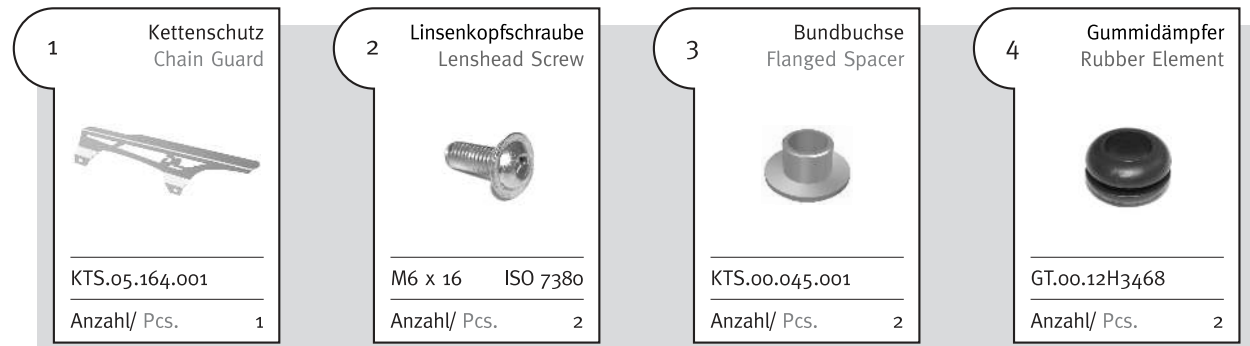 1
Kettenschutz
Chain Guard
KTS.05.164.001
Anzahl/ Pcs. 1
2
Linsenkopfschraube
Lenshead Screw
M6 x 16 ISO 7380
Anzahl/ Pcs. 2
3
Bundbuchse
Flanged Spacer
KTS.00.045.001
Anzahl/ Pcs. 2
4
Gummidämpfer
Rubber Element
GT.00.12H3468
Anzahl/ Pcs. 2